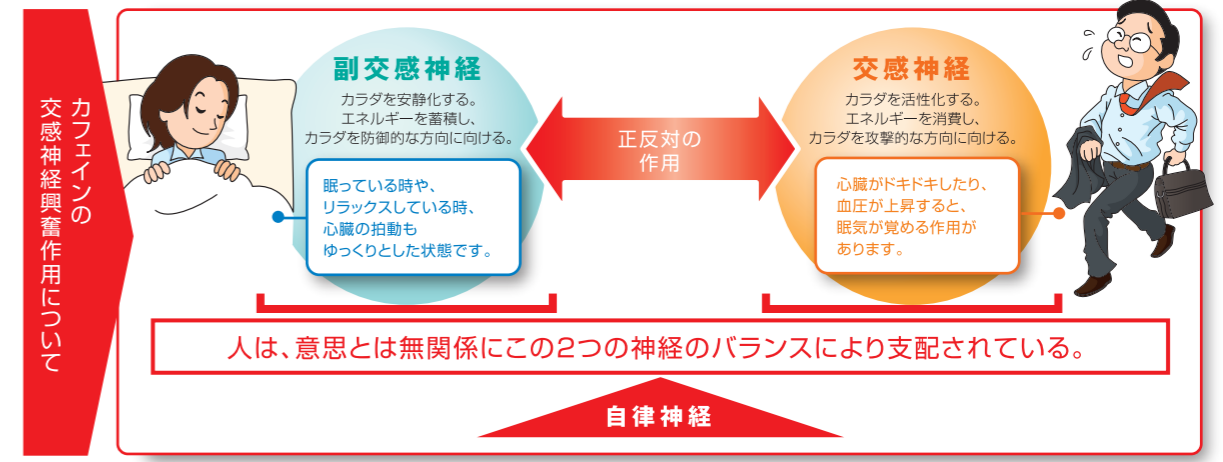 カフェインの
交感神経興奮作用について
副交感神経
カラダを安静化する。
エネルギーを蓄積し、
カラダを防御的な方向に向ける。
眠っている時や、
リラックスしている時、
心臓の拍動も
ゆっくりとした状態です。
正反対の
作用
交感神経
カラダを活性化する。
エネルギーを消費し、
カラダを攻撃的な方向に向ける。
心臓がドキドキしたり、
血圧が上昇すると、
眠気が覚める作用が
あります。
人は、意思とは無関係にこの2つの神経のバランスにより支配されている。
自律神経